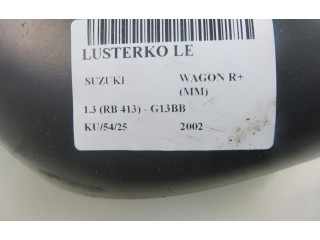 LUSTERKO LE
SUZUKI WAGON R+
(MM)
1.3 (RB 413) - G13BB
KU/54/25 2002